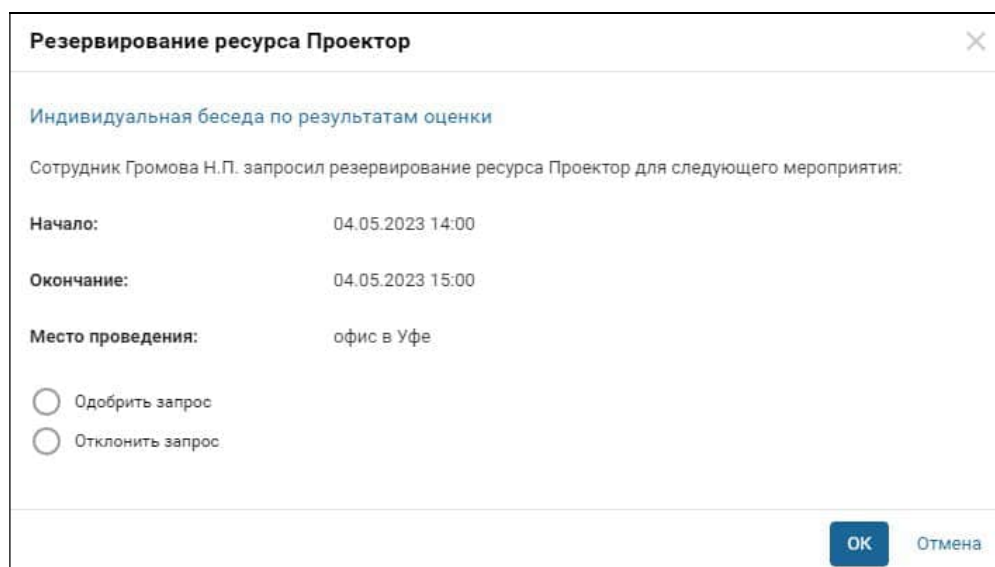 Резервирование ресурса Проектор
Индивидуальная беседа по результатам оценки
Сотрудник Громова Н.П. запросил резервирование ресурса Проектор для следующего мероприятия:
Начало: 04.05.2023 14:00
Окончание: 04.05.2023 15:00
Место проведения: офис в Уфе
Одобрить запрос
Отклонить запрос
ОК Отмена